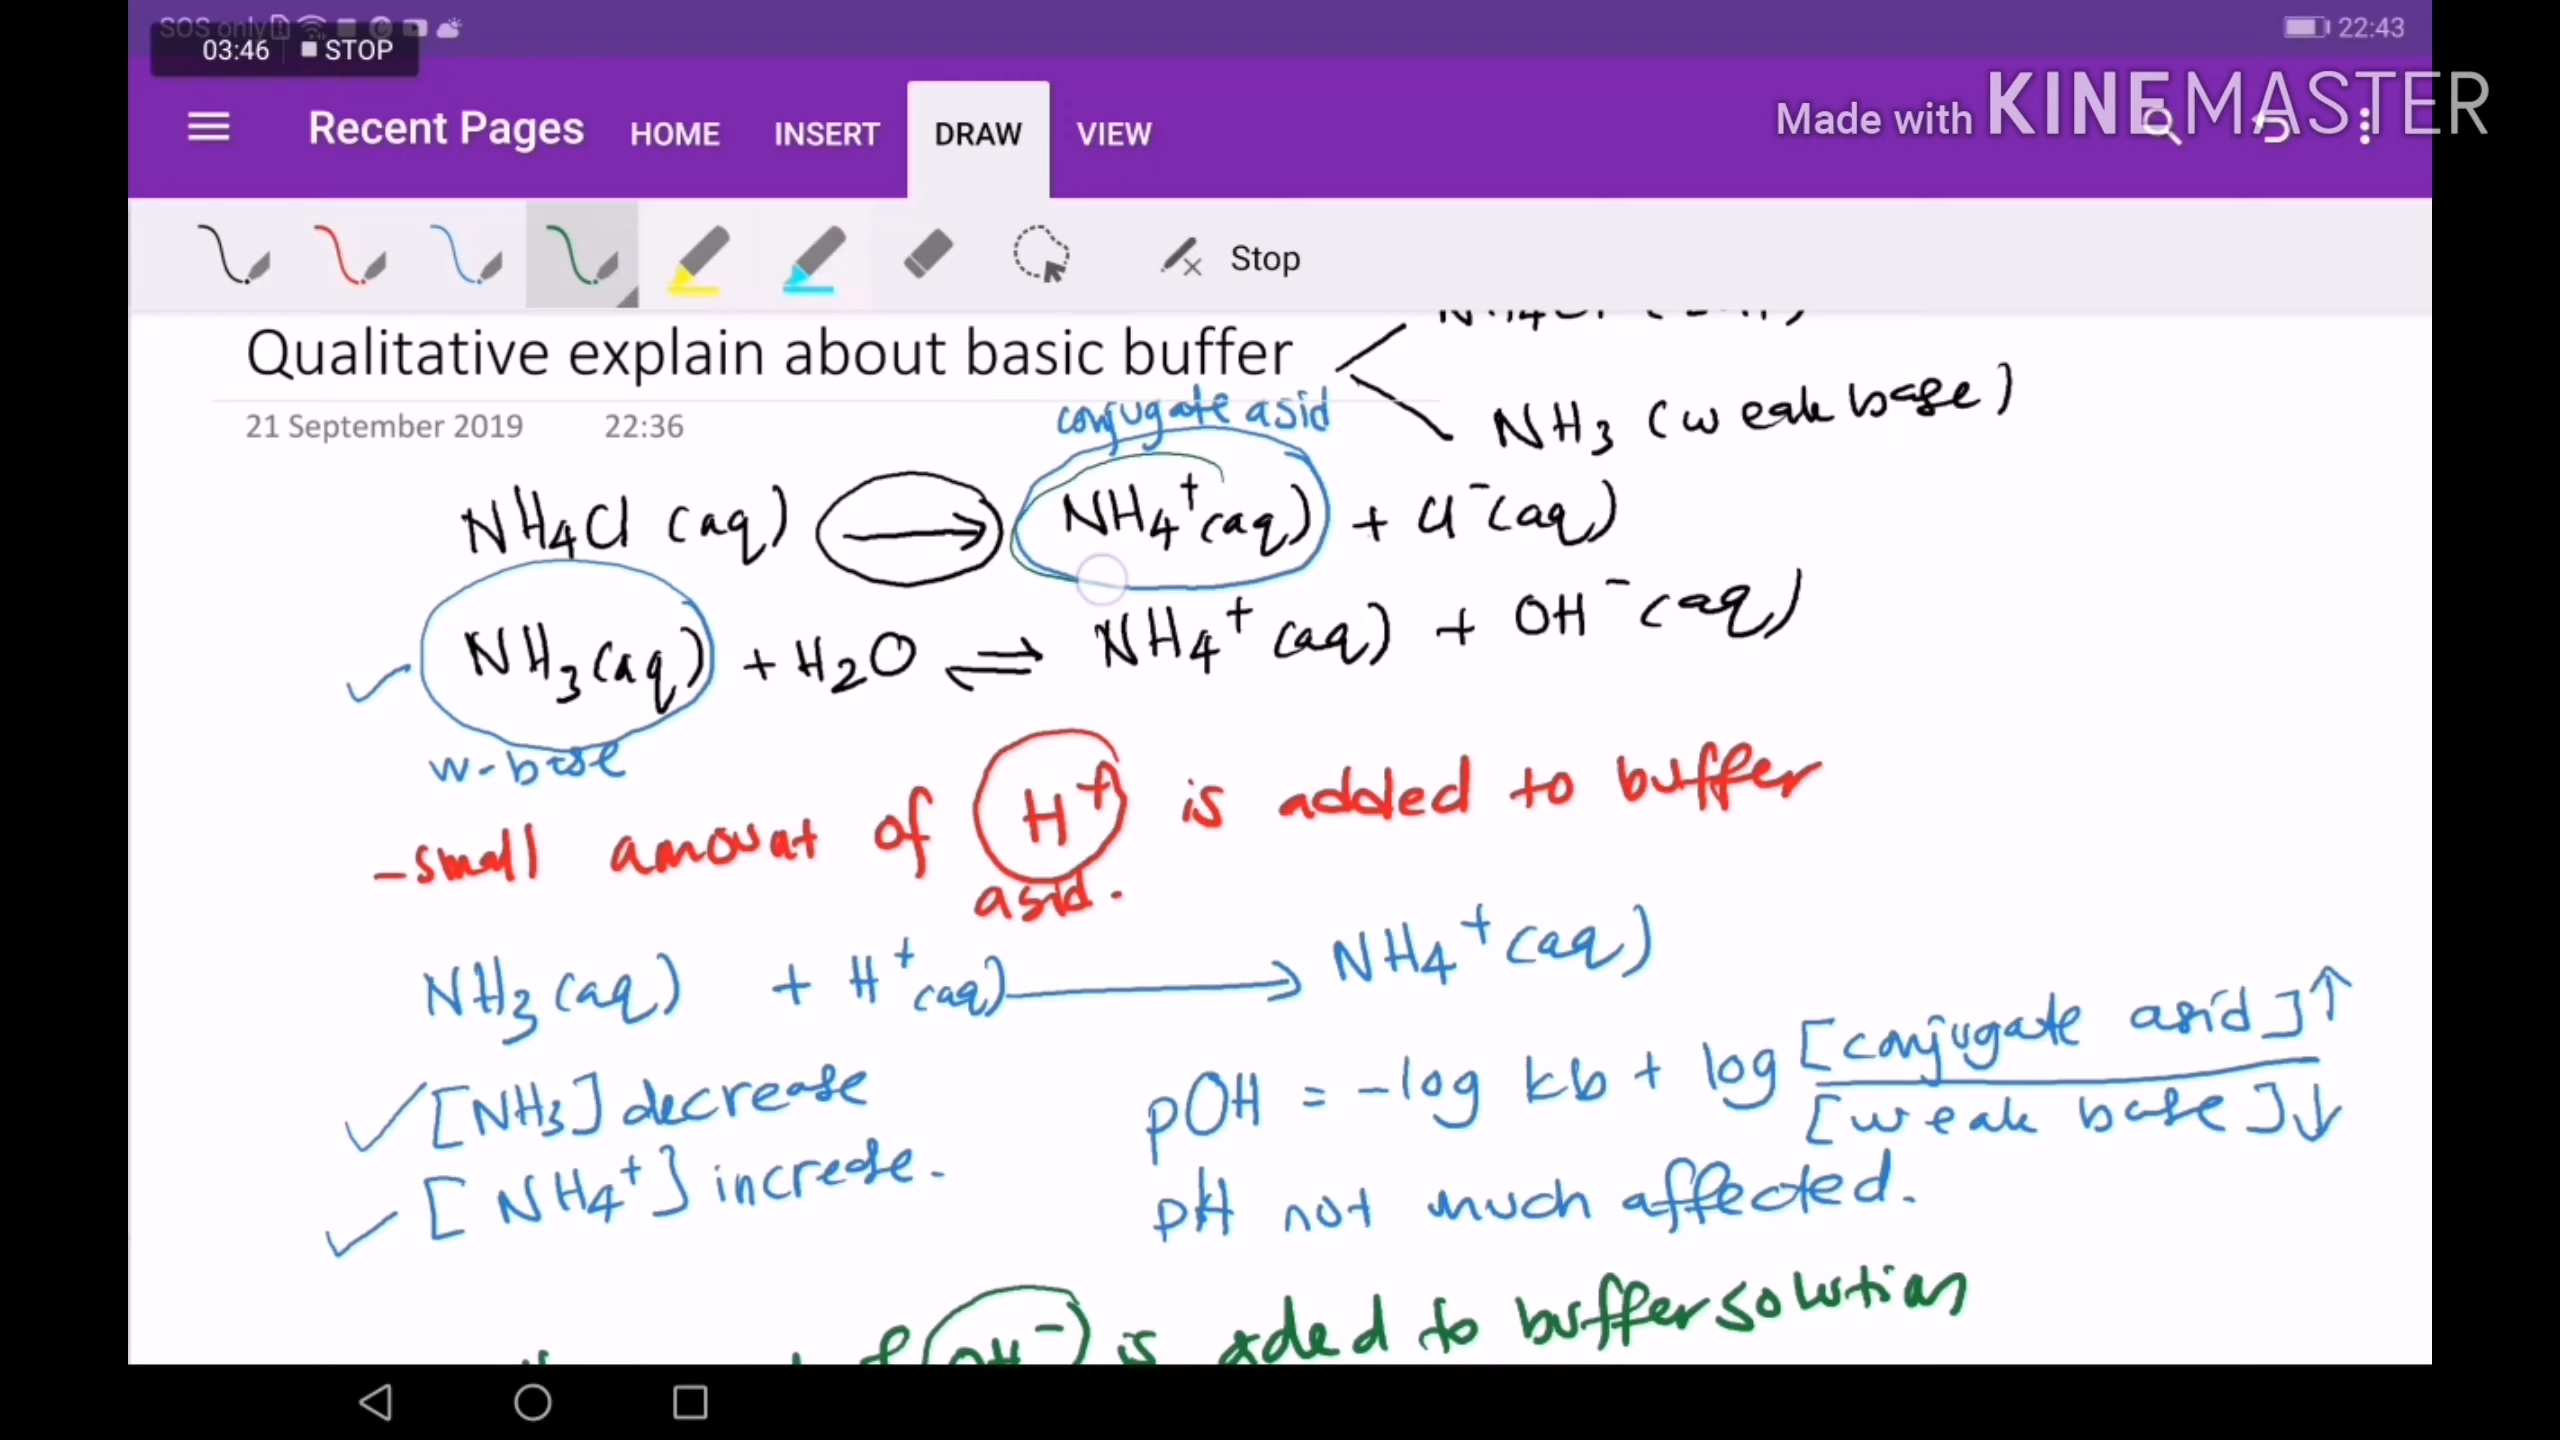 SOS only
22:43
03:46 STOP
Made with KINEMASTER
Recent Pages HOME INSERT DRAW VIEW
Stop
Qualitative explain about basic buffer
NH3 (weak base)
21 September 2019 22:36
conjugate asid
NH4Cl (aq) → NH4+(aq) + Cl-(aq)
NH3(aq) + H2O ⇌ NH4+ (aq) + OH-(aq)
w-base
-small amount of H+ is added to buffer
asid.
NH3(aq) + H+(aq) → NH4+(aq)
[NH3] decrease
[NH4+] increase.
pOH = -log kb + log [conjugate asid]↑ / [weak base]↓
pH not much affected.
OH- is added to buffer solution